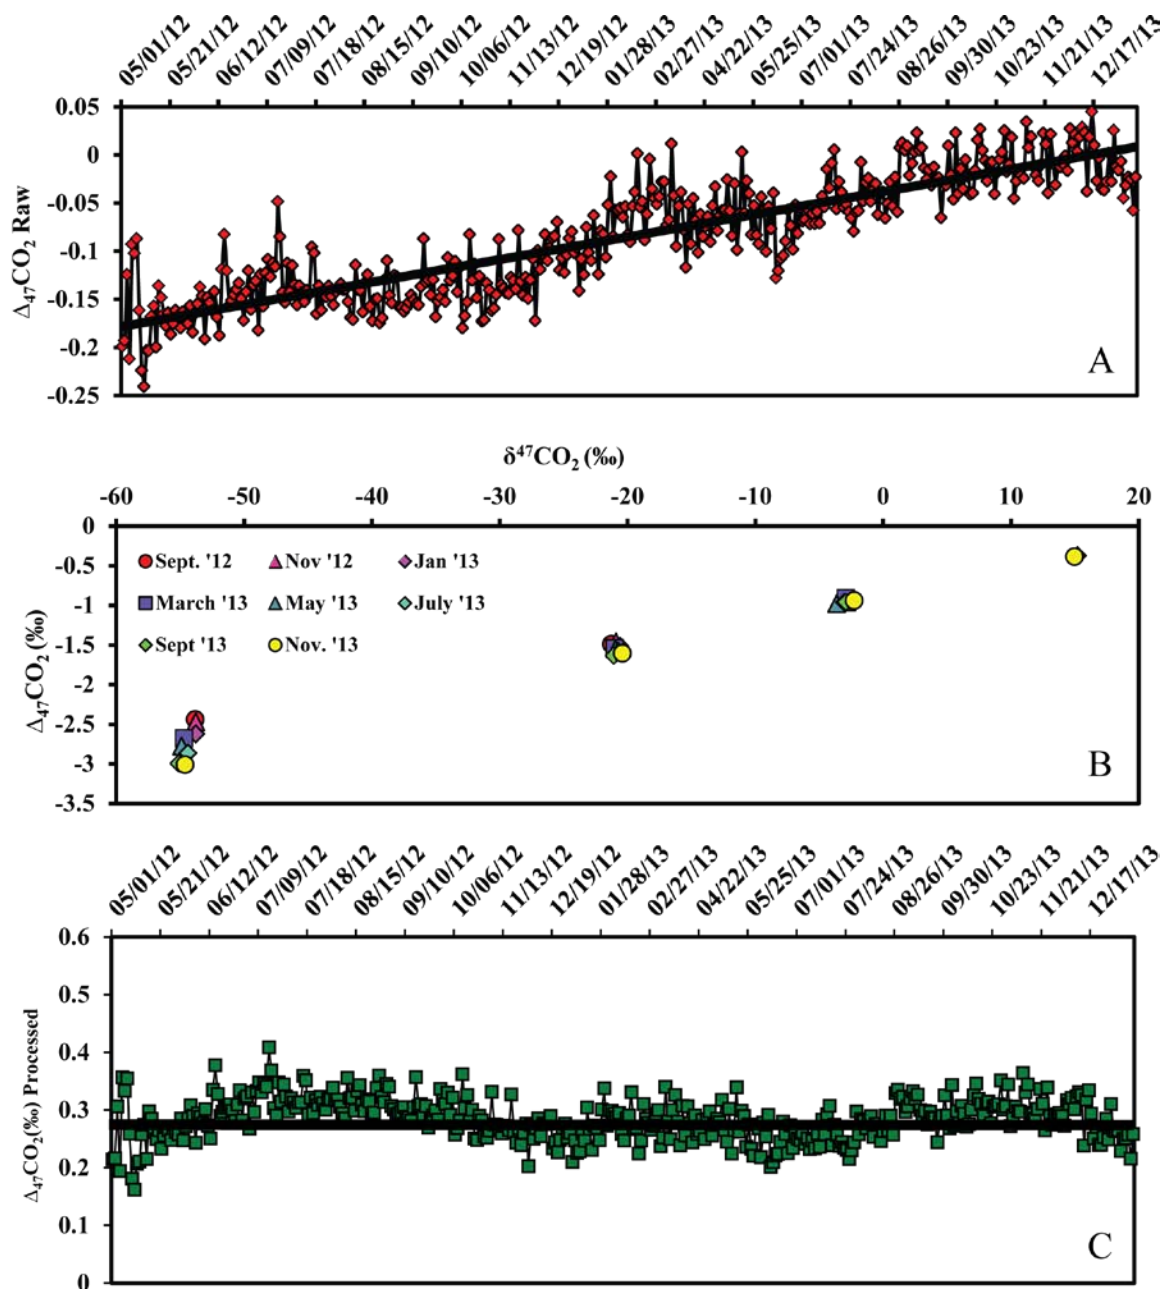 05/01/12 05/21/12 06/12/12 07/09/12 07/18/12 08/15/12 09/10/12 10/06/12 11/13/12 12/19/12 01/28/13 02/27/13 04/22/13 05/25/13 07/01/13 07/24/13 08/26/13 09/30/13 10/23/13 11/21/13 12/17/13
0.05
0
-0.05
-0.1
-0.15
-0.2
-0.25
Δ47CO2 Raw
A
δ47CO2 (‰)
-60 -50 -40 -30 -20 -10 0 10 20
0
-0.5
-1
-1.5
-2
-2.5
-3
-3.5
Δ47CO2 (‰)
Sept. '12 Nov '12 Jan '13
March '13 May '13 July '13
Sept '13 Nov. '13
B
05/01/12 05/21/12 06/12/12 07/09/12 07/18/12 08/15/12 09/10/12 10/06/12 11/13/12 12/19/12 01/28/13 02/27/13 04/22/13 05/25/13 07/01/13 07/24/13 08/26/13 09/30/13 10/23/13 11/21/13 12/17/13
0.6
0.5
0.4
0.3
0.2
0.1
0
Δ47CO2(‰) Processed
C